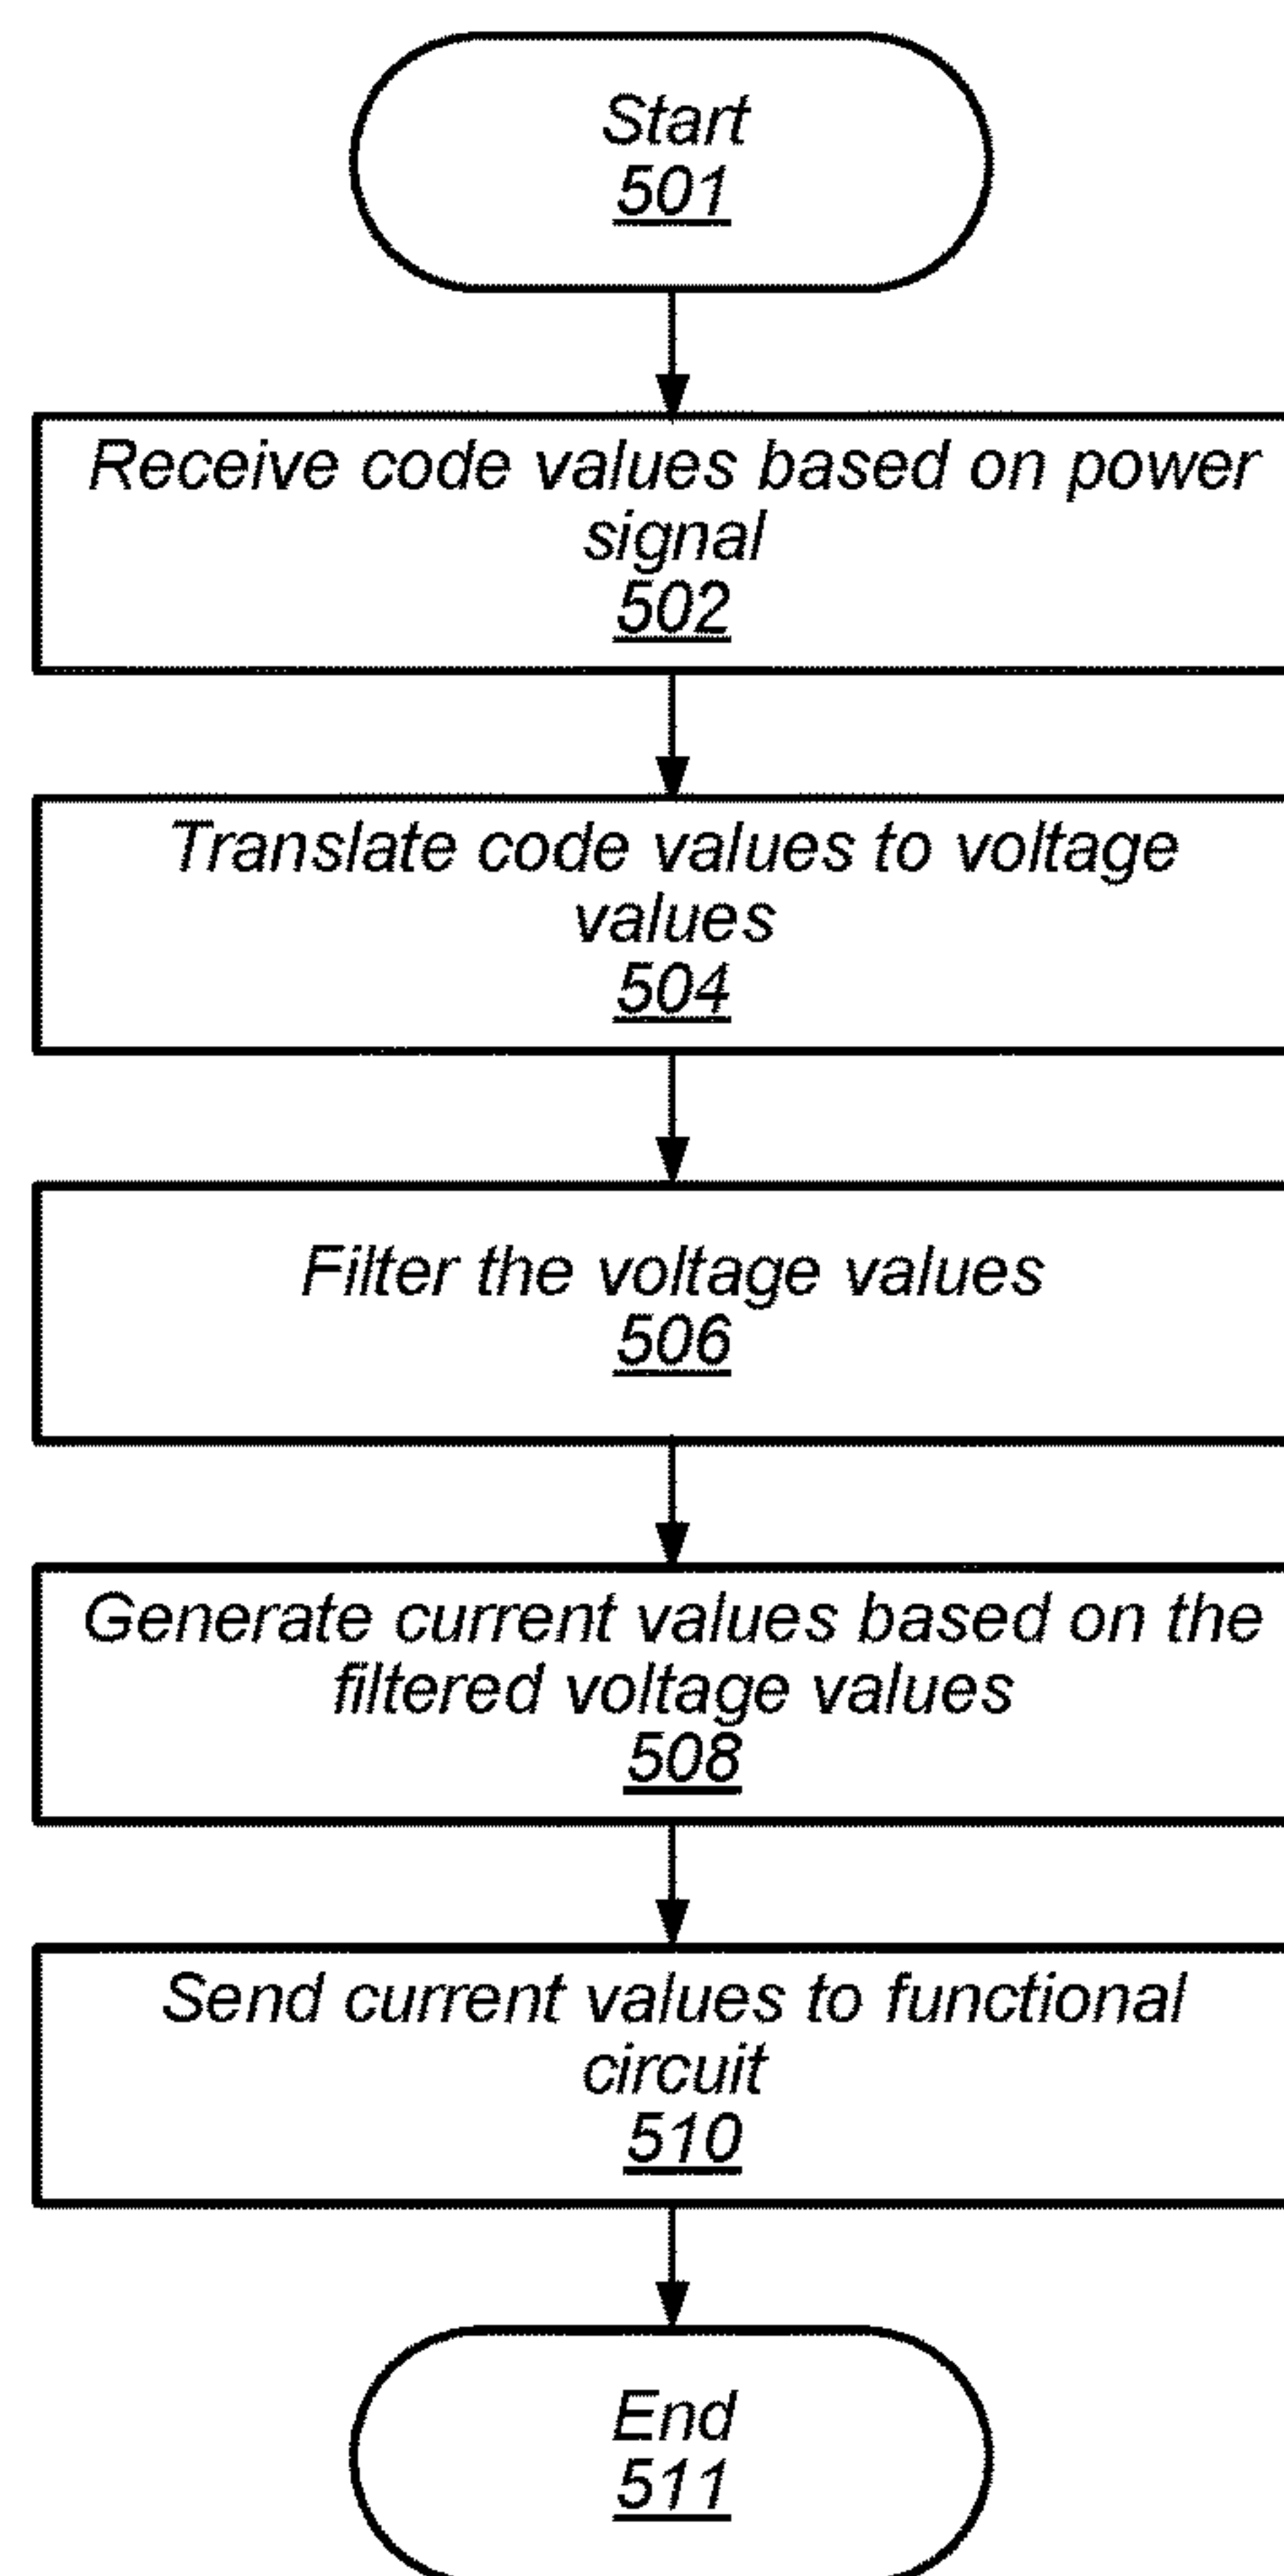 Start
501
Receive code values based on power
signal
502
Translate code values to voltage
values
504
Filter the voltage values
506
Generate current values based on the
filtered voltage values
508
Send current values to functional
circuit
510
End
511